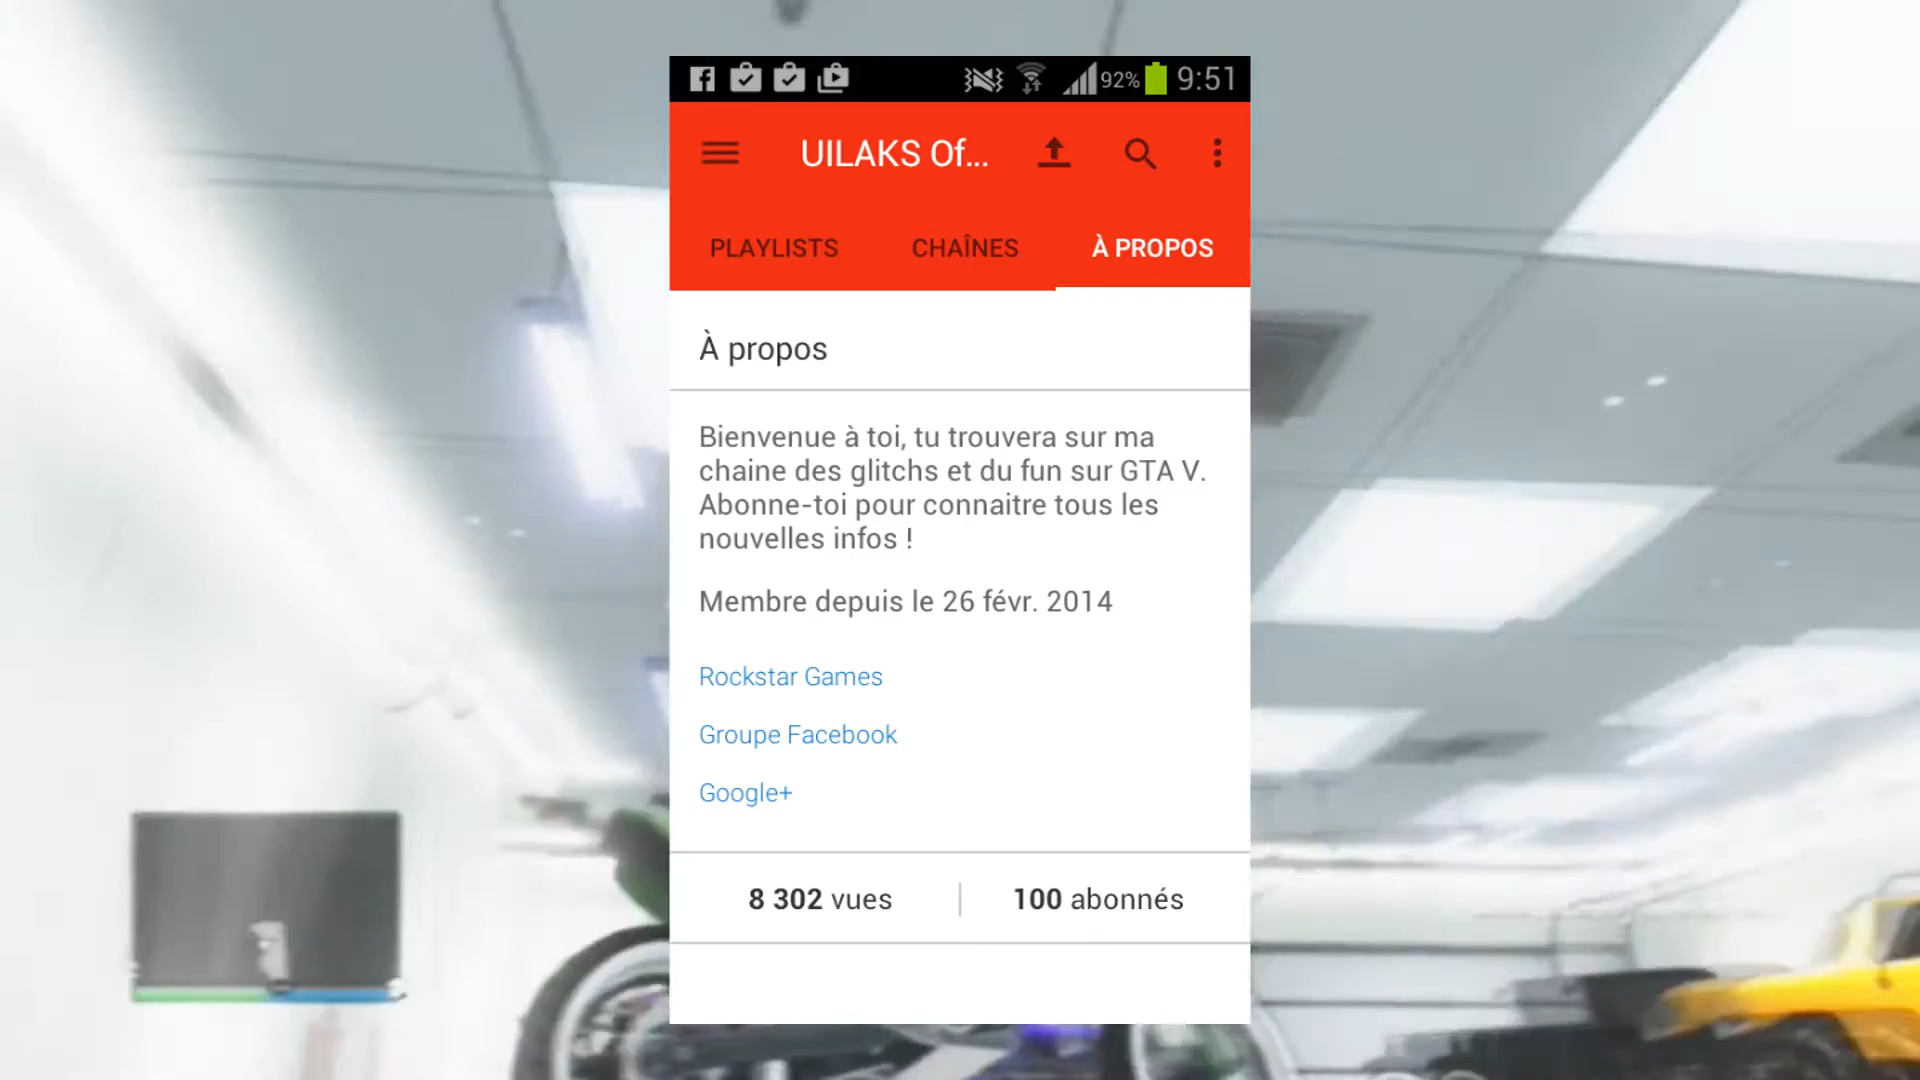 92% 9:51
UILAKS Of...
PLAYLISTS CHAÎNES À PROPOS
À propos
Bienvenue à toi, tu trouvera sur ma
chaine des glitchs et du fun sur GTA V.
Abonne-toi pour connaitre tous les
nouvelles infos !
Membre depuis le 26 févr. 2014
Rockstar Games
Groupe Facebook
Google+
8 302 vues 100 abonnés